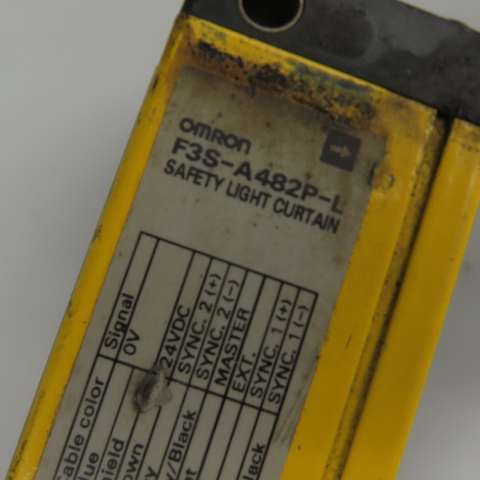 OMRON
F3S-A482P-L
SAFETY LIGHT CURTAIN
Signal
0V
24VDC
SYNC. 2 (+)
SYNC. 2 (-)
MASTER
EXT.
SYNC. 1 (+)
SYNC. 1 (-)
able color
lue
hield
own
y
/Black
t
lack